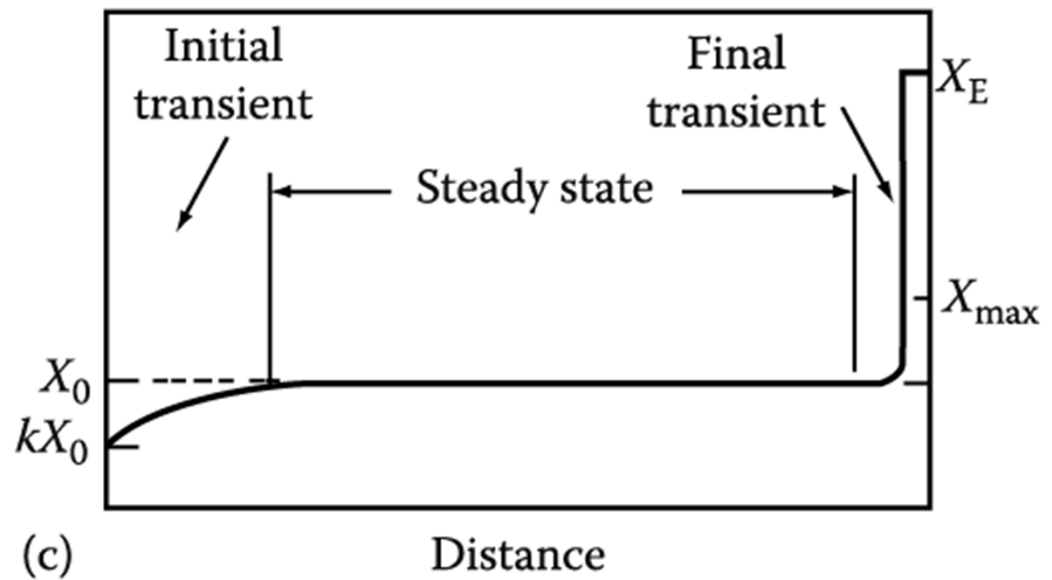 Initial
transient
Final
transient
X_E
Steady state
X_max
X_0
kX_0
(c)
Distance